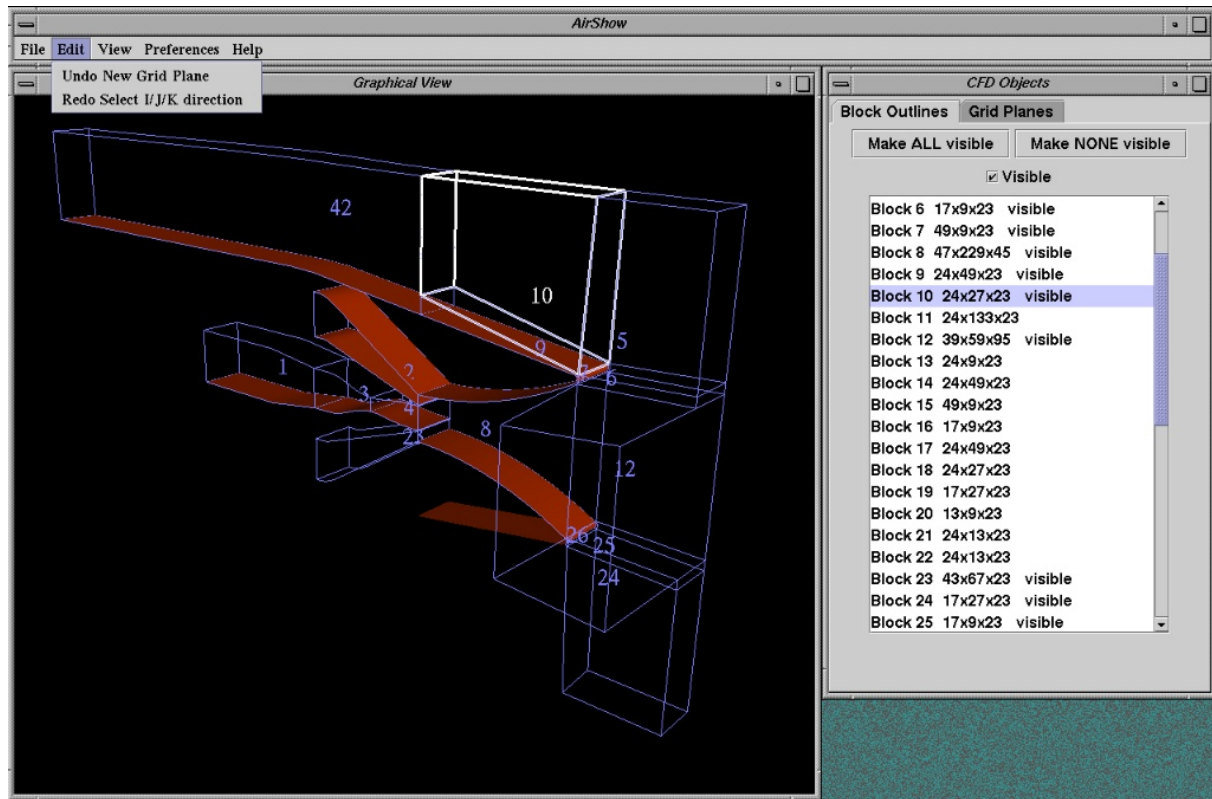 AirShow
File Edit View Preferences Help
Undo New Grid Plane
Redo Select I/J/K direction
Graphical View
42
10
5
9
7
6
1
2
3
4
8
23
12
26
25
24
CFD Objects
Block Outlines Grid Planes
Make ALL visible Make NONE visible
Visible
Block 6 17x9x23 visible
Block 7 49x9x23 visible
Block 8 47x229x45 visible
Block 9 24x49x23 visible
Block 10 24x27x23 visible
Block 11 24x133x23
Block 12 39x59x95 visible
Block 13 24x9x23
Block 14 24x49x23
Block 15 49x9x23
Block 16 17x9x23
Block 17 24x49x23
Block 18 24x27x23
Block 19 17x27x23
Block 20 13x9x23
Block 21 24x13x23
Block 22 24x13x23
Block 23 43x67x23 visible
Block 24 17x27x23 visible
Block 25 17x9x23 visible